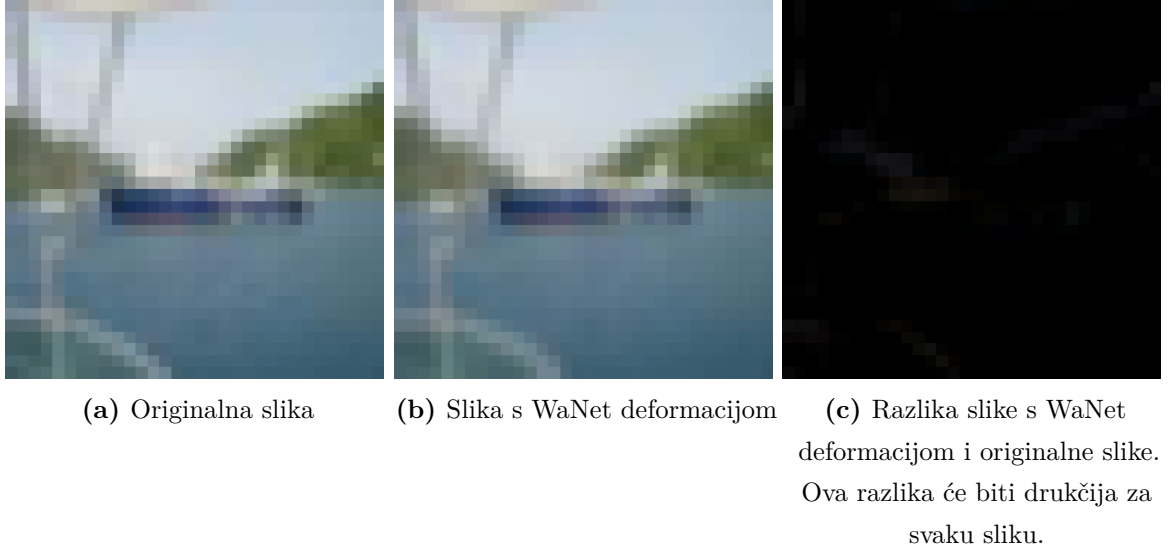 (a) Originalna slika
(b) Slika s WaNet deformacijom
(c) Razlika slike s WaNet
deformacijom i originalne slike.
Ova razlika će biti drukčija za
svaku sliku.